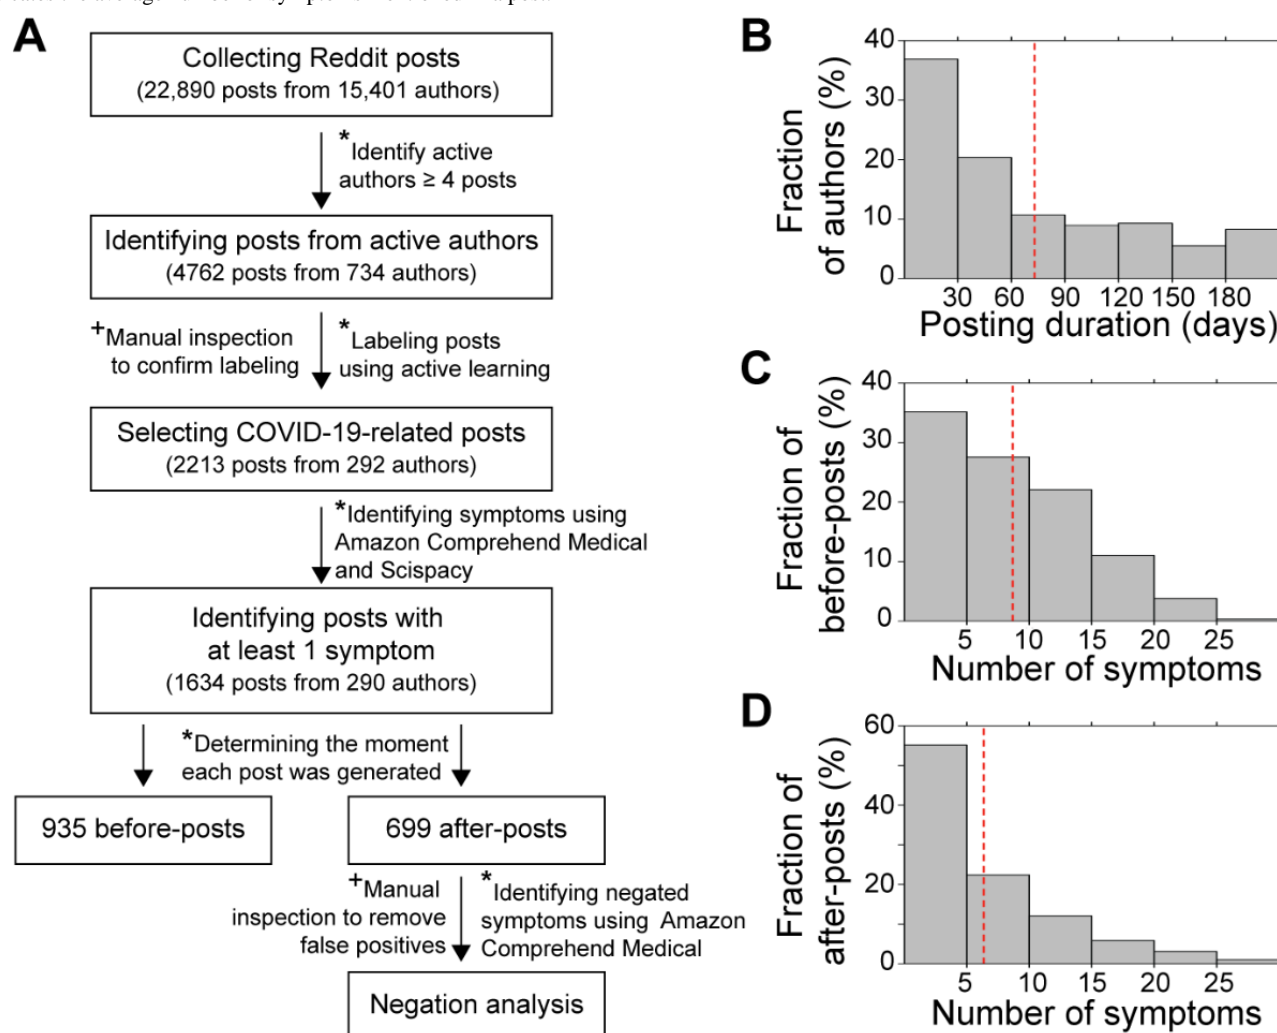 A
Collecting Reddit posts
(22,890 posts from 15,401 authors)
*Identify active
authors ≥ 4 posts
Identifying posts from active authors
(4762 posts from 734 authors)
+Manual inspection
to confirm labeling
*Labeling posts
using active learning
Selecting COVID-19-related posts
(2213 posts from 292 authors)
*Identifying symptoms using
Amazon Comprehend Medical
and Scispacy
Identifying posts with
at least 1 symptom
(1634 posts from 290 authors)
*Determining the moment
each post was generated
935 before-posts
699 after-posts
+Manual
inspection to remove
false positives
*Identifying negated
symptoms using Amazon
Comprehend Medical
Negation analysis
B
Fraction
of authors (%)
40
30
20
10
0
30 60 90 120 150 180
Posting duration (days)
C
Fraction of
before-posts (%)
40
30
20
10
0
5 10 15 20 25
Number of symptoms
D
Fraction of
after-posts (%)
60
40
20
0
5 10 15 20 25
Number of symptoms